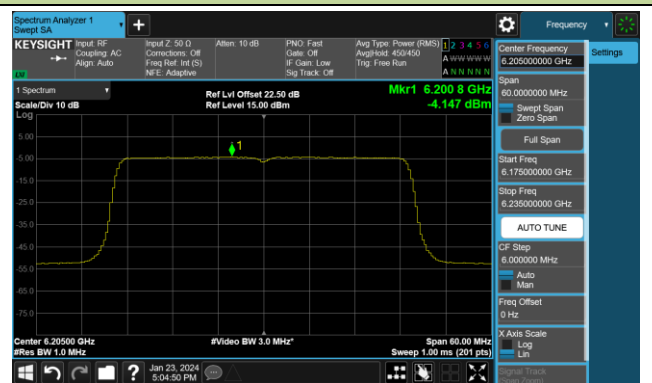 Spectrum Analyzer 1
Swept SA
Frequency
KEYSIGHT
Input: RF
Coupling: AC
Align: Auto
Input Z: 50 Ω
Corrections: Off
Freq Ref: Int (S)
NFE: Adaptive
Atten: 10 dB
PNO: Fast
Gate: Off
IF Gain: Low
Sig Track: Off
Avg Type: Power (RMS)
Avg|Hold: 450/450
Trig: Free Run
1 2 3 4 5 6
A W W W W W
A N N N N N
LXI
1 Spectrum
Scale/Div 10 dB
Log
Ref Lvl Offset 22.50 dB
Ref Level 15.00 dBm
Mkr1 6.200 8 GHz
-4.147 dBm
1
5.00
-5.00
-15.0
-25.0
-35.0
-45.0
-55.0
-65.0
-75.0
Center 6.20500 GHz
#Res BW 1.0 MHz
#Video BW 3.0 MHz*
Span 60.00 MHz
Sweep 1.00 ms (201 pts)
Center Frequency
6.205000000 GHz
Settings
Span
60.0000000 MHz
Swept Span
Zero Span
Full Span
Start Freq
6.175000000 GHz
Stop Freq
6.235000000 GHz
AUTO TUNE
CF Step
6.000000 MHz
Auto
Man
Freq Offset
0 Hz
X Axis Scale
Log
Lin
Signal Track
(Span Zoom)
Jan 23, 2024
5:04:50 PM